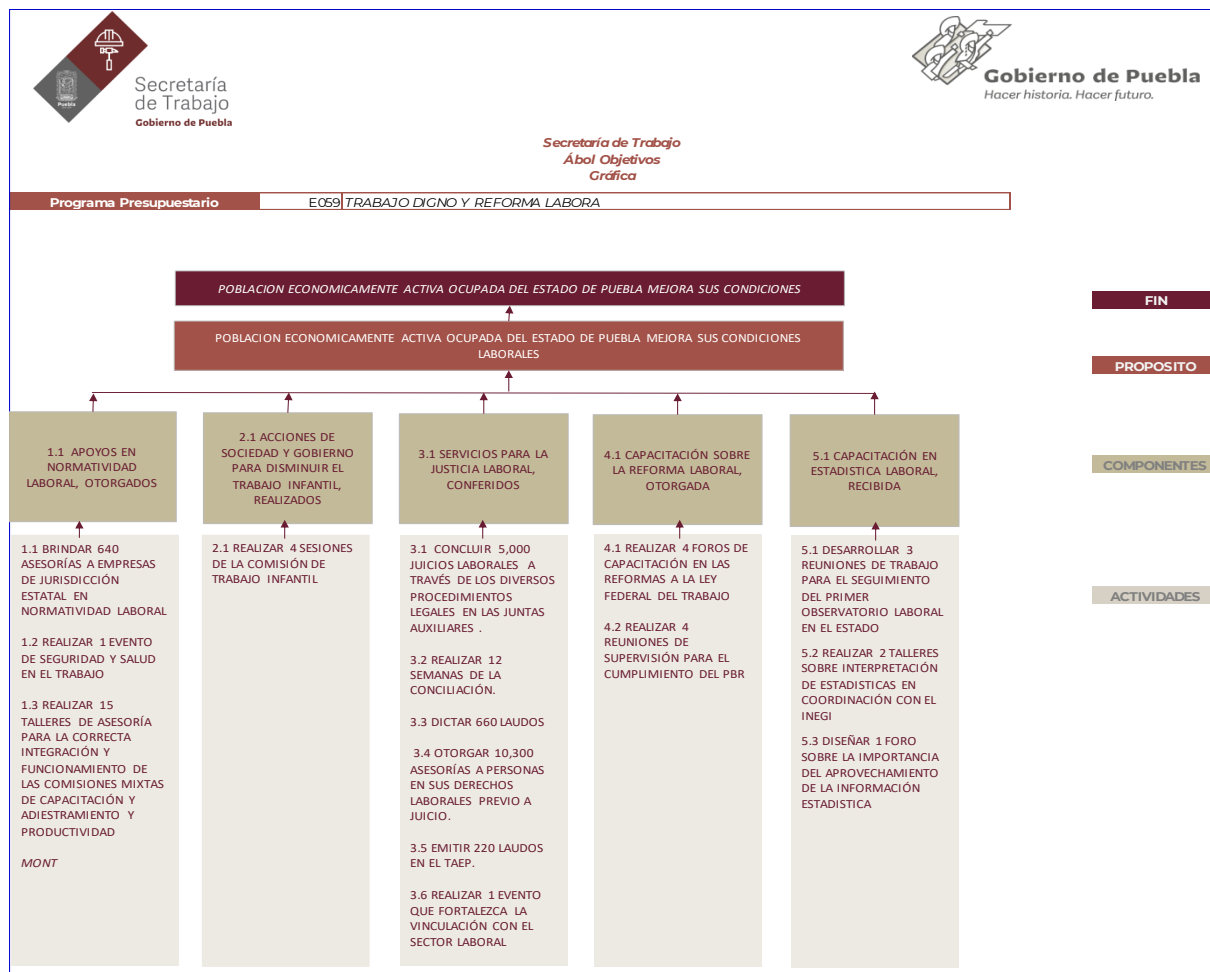 Secretaría
de Trabajo
Gobierno de Puebla
Puebla
Gobierno de Puebla
Hacer historia. Hacer futuro.
Secretaría de Trabajo
Ábol Objetivos
Gráfica
Programa Presupuestario
E059 TRABAJO DIGNO Y REFORMA LABORA
POBLACION ECONOMICAMENTE ACTIVA OCUPADA DEL ESTADO DE PUEBLA MEJORA SUS CONDICIONES
FIN
POBLACION ECONOMICAMENTE ACTIVA OCUPADA DEL ESTADO DE PUEBLA MEJORA SUS CONDICIONES
LABORALES
PROPOSITO
1.1 APOYOS EN
NORMATIVIDAD
LABORAL, OTORGADOS
2.1 ACCIONES DE
SOCIEDAD Y GOBIERNO
PARA DISMINUIR EL
TRABAJO INFANTIL,
REALIZADOS
3.1 SERVICIOS PARA LA
JUSTICIA LABORAL,
CONFERIDOS
4.1 CAPACITACIÓN SOBRE
LA REFORMA LABORAL,
OTORGADA
5.1 CAPACITACIÓN EN
ESTADISTICA LABORAL,
RECIBIDA
COMPONENTES
1.1 BRINDAR 640
ASESORÍAS A EMPRESAS
DE JURISDICCIÓN
ESTATAL EN
NORMATIVIDAD LABORAL
1.2 REALIZAR 1 EVENTO
DE SEGURIDAD Y SALUD
EN EL TRABAJO
1.3 REALIZAR 15
TALLERES DE ASESORÍA
PARA LA CORRECTA
INTEGRACIÓN Y
FUNCIONAMIENTO DE
LAS COMISIONES MIXTAS
DE CAPACITACIÓN Y
ADIESTRAMIENTO Y
PRODUCTIVIDAD
MONT
2.1 REALIZAR 4 SESIONES
DE LA COMISIÓN DE
TRABAJO INFANTIL
3.1 CONCLUIR 5,000
JUICIOS LABORALES A
TRAVÉS DE LOS DIVERSOS
PROCEDIMIENTOS
LEGALES EN LAS JUNTAS
AUXILIARES .
3.2 REALIZAR 12
SEMANAS DE LA
CONCILIACIÓN.
3.3 DICTAR 660 LAUDOS
3.4 OTORGAR 10,300
ASESORÍAS A PERSONAS
EN SUS DERECHOS
LABORALES PREVIO A
JUICIO.
3.5 EMITIR 220 LAUDOS
EN EL TAEP.
3.6 REALIZAR 1 EVENTO
QUE FORTALEZCA LA
VINCULACIÓN CON EL
SECTOR LABORAL
4.1 REALIZAR 4 FOROS DE
CAPACITACIÓN EN LAS
REFORMAS A LA LEY
FEDERAL DEL TRABAJO
4.2 REALIZAR 4
REUNIONES DE
SUPERVISIÓN PARA EL
CUMPLIMIENTO DEL PBR
5.1 DESARROLLAR 3
REUNIONES DE TRABAJO
PARA EL SEGUIMIENTO
DEL PRIMER
OBSERVATORIO LABORAL
EN EL ESTADO
5.2 REALIZAR 2 TALLERES
SOBRE INTERPRETACIÓN
DE ESTADISTICAS EN
COORDINACIÓN CON EL
INEGI
5.3 DISEÑAR 1 FORO
SOBRE LA IMPORTANCIA
DEL APROVECHAMIENTO
DE LA INFORMACIÓN
ESTADISTICA
ACTIVIDADES